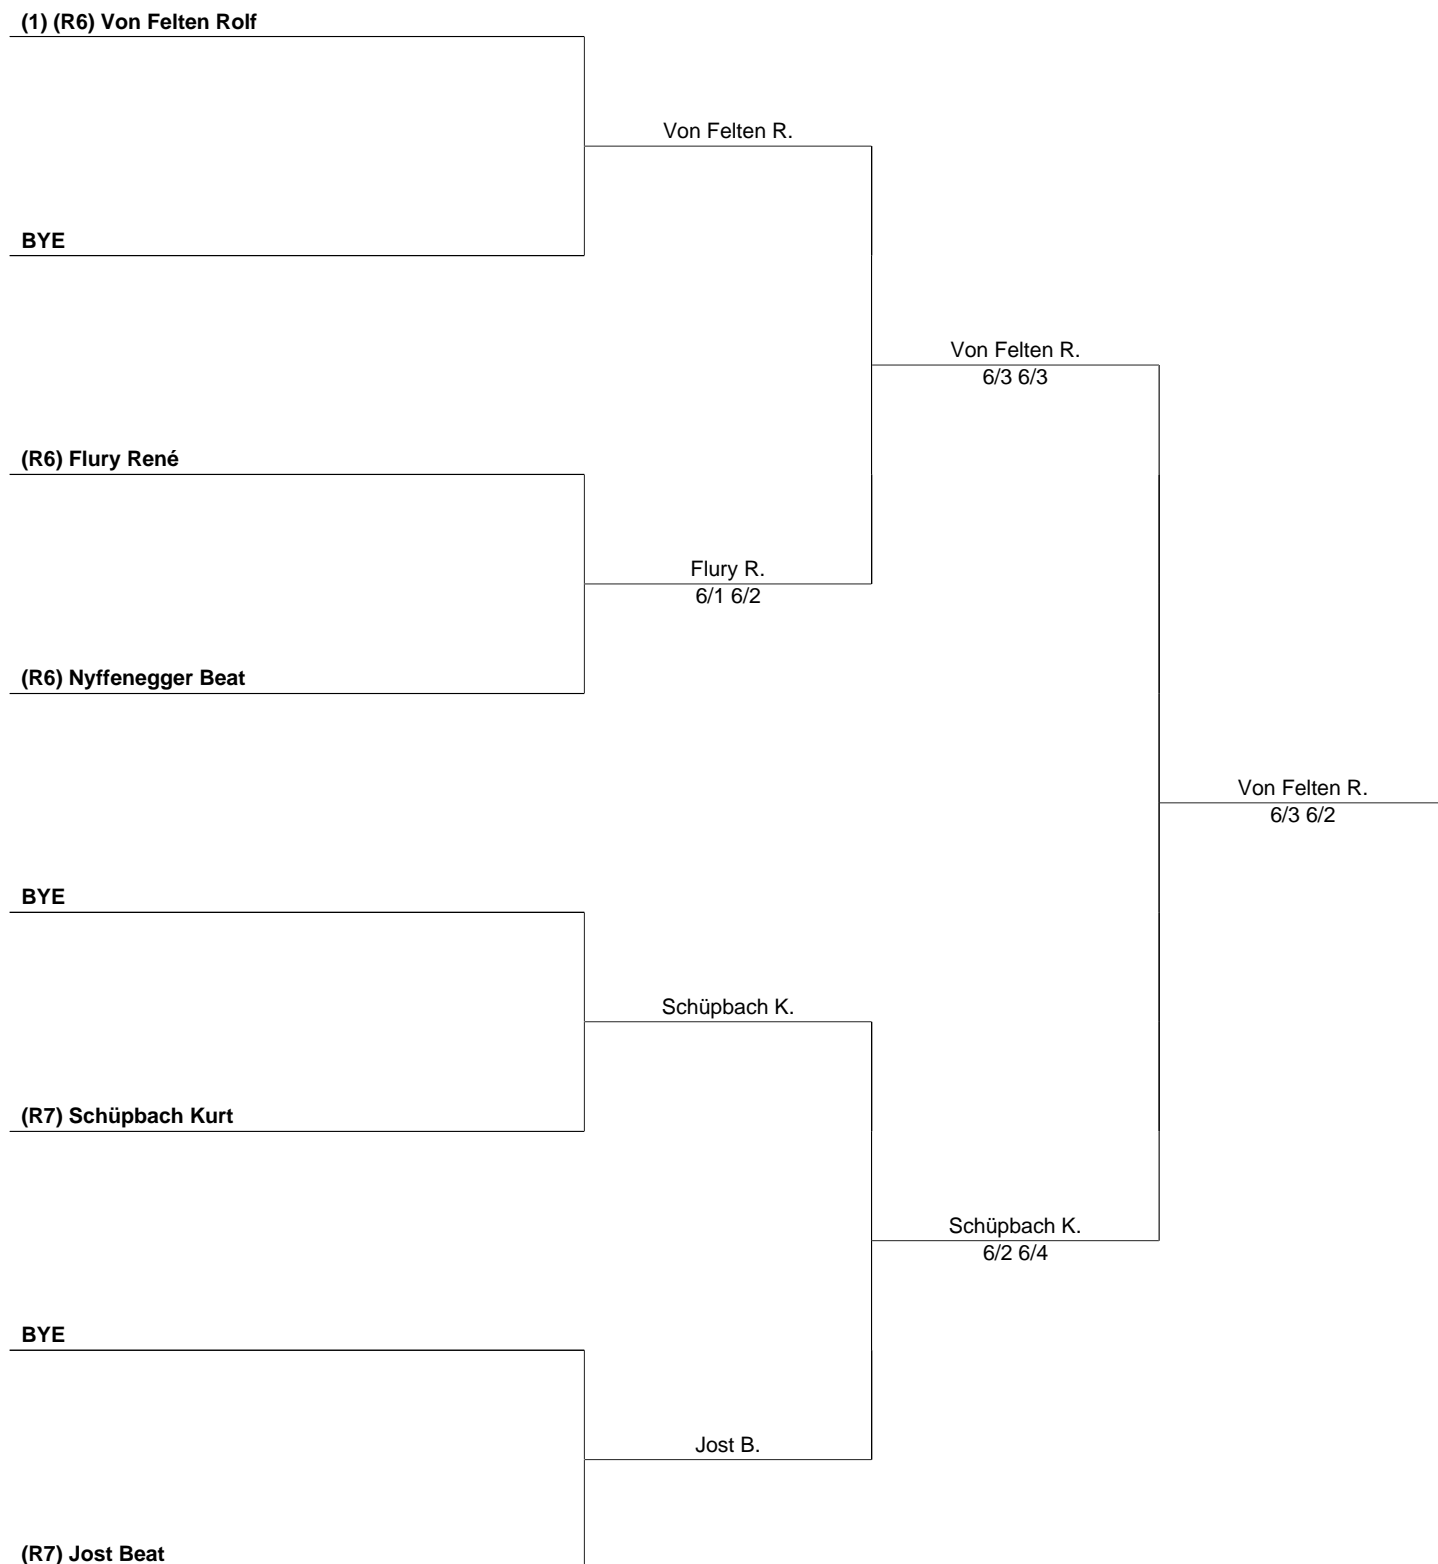 (1) (R6) Von Felten Rolf
Von Felten R.
BYE
Von Felten R.
6/3 6/3
(R6) Flury René
Flury R.
6/1 6/2
(R6) Nyffenegger Beat
Von Felten R.
6/3 6/2
BYE
Schüpbach K.
(R7) Schüpbach Kurt
Schüpbach K.
6/2 6/4
BYE
Jost B.
(R7) Jost Beat